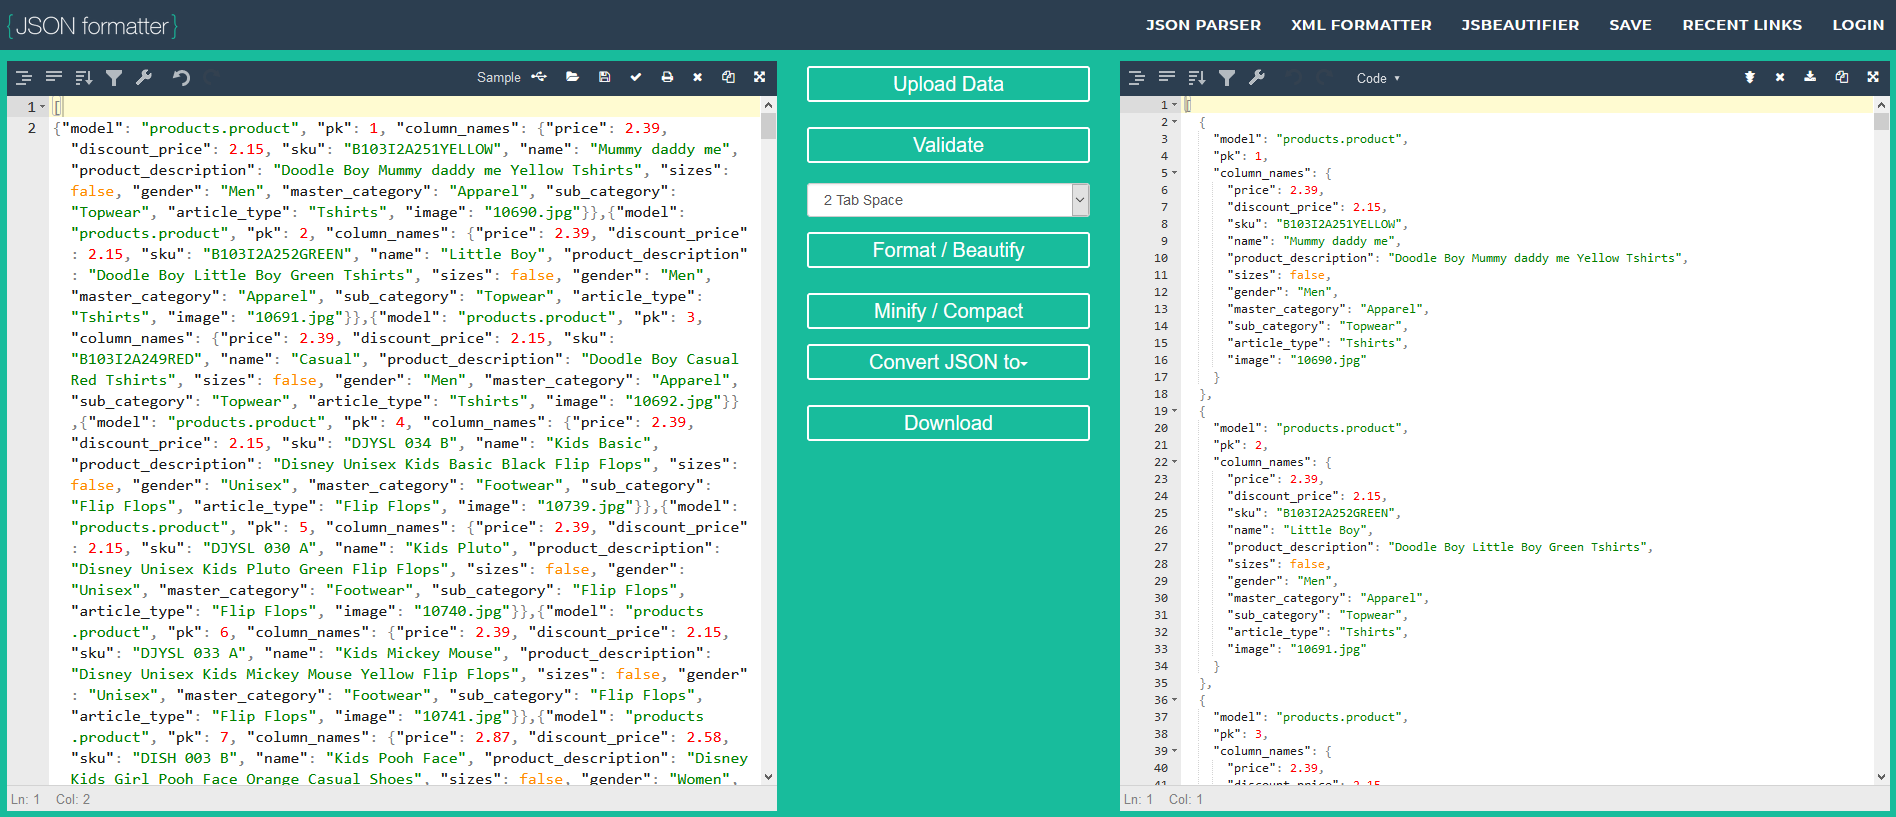 {JSON formatter}
JSON PARSER XML FORMATTER JSBEAUTIFIER SAVE RECENT LINKS LOGIN
Sample
1 [
2 {"model": "products.product", "pk": 1, "column_names": {"price": 2.39,
"discount_price": 2.15, "sku": "B103I2A251YELLOW", "name": "Mummy daddy me",
"product_description": "Doodle Boy Mummy daddy me Yellow Tshirts", "sizes":
false, "gender": "Men", "master_category": "Apparel", "sub_category":
"Topwear", "article_type": "Tshirts", "image": "10690.jpg"}},{"model":
"products.product", "pk": 2, "column_names": {"price": 2.39, "discount_price"
: 2.15, "sku": "B103I2A252GREEN", "name": "Little Boy", "product_description"
: "Doodle Boy Little Boy Green Tshirts", "sizes": false, "gender": "Men",
"master_category": "Apparel", "sub_category": "Topwear", "article_type":
"Tshirts", "image": "10691.jpg"}},{"model": "products.product", "pk": 3,
"column_names": {"price": 2.39, "discount_price": 2.15, "sku":
"B103I2A249RED", "name": "Casual", "product_description": "Doodle Boy Casual
Red Tshirts", "sizes": false, "gender": "Men", "master_category": "Apparel",
"sub_category": "Topwear", "article_type": "Tshirts", "image": "10692.jpg"}}
,{"model": "products.product", "pk": 4, "column_names": {"price": 2.39,
"discount_price": 2.15, "sku": "DJYSL 034 B", "name": "Kids Basic",
"product_description": "Disney Unisex Kids Basic Black Flip Flops", "sizes":
false, "gender": "Unisex", "master_category": "Footwear", "sub_category":
"Flip Flops", "article_type": "Flip Flops", "image": "10739.jpg"}},{"model":
"products.product", "pk": 5, "column_names": {"price": 2.39, "discount_price"
: 2.15, "sku": "DJYSL 030 A", "name": "Kids Pluto", "product_description":
"Disney Unisex Kids Pluto Green Flip Flops", "sizes": false, "gender":
"Unisex", "master_category": "Footwear", "sub_category": "Flip Flops",
"article_type": "Flip Flops", "image": "10740.jpg"}},{"model": "products
.product", "pk": 6, "column_names": {"price": 2.39, "discount_price": 2.15,
"sku": "DJYSL 033 A", "name": "Kids Mickey Mouse", "product_description":
"Disney Unisex Kids Mickey Mouse Yellow Flip Flops", "sizes": false, "gender"
: "Unisex", "master_category": "Footwear", "sub_category": "Flip Flops",
"article_type": "Flip Flops", "image": "10741.jpg"}},{"model": "products
.product", "pk": 7, "column_names": {"price": 2.87, "discount_price": 2.58,
"sku": "DISH 003 B", "name": "Kids Pooh Face", "product_description": "Disney
Kids Girl Pooh Face Orange Casual Shoes", "sizes": false, "gender": "Women",
Ln: 1 Col: 2
Upload Data
Validate
2 Tab Space
Format / Beautify
Minify / Compact
Convert JSON to
Download
Code
1 [
2 {
3 "model": "products.product",
4 "pk": 1,
5 "column_names": {
6 "price": 2.39,
7 "discount_price": 2.15,
8 "sku": "B103I2A251YELLOW",
9 "name": "Mummy daddy me",
10 "product_description": "Doodle Boy Mummy daddy me Yellow Tshirts",
11 "sizes": false,
12 "gender": "Men",
13 "master_category": "Apparel",
14 "sub_category": "Topwear",
15 "article_type": "Tshirts",
16 "image": "10690.jpg"
17 }
18 },
19 {
20 "model": "products.product",
21 "pk": 2,
22 "column_names": {
23 "price": 2.39,
24 "discount_price": 2.15,
25 "sku": "B103I2A252GREEN",
26 "name": "Little Boy",
27 "product_description": "Doodle Boy Little Boy Green Tshirts",
28 "sizes": false,
29 "gender": "Men",
30 "master_category": "Apparel",
31 "sub_category": "Topwear",
32 "article_type": "Tshirts",
33 "image": "10691.jpg"
34 }
35 },
36 {
37 "model": "products.product",
38 "pk": 3,
39 "column_names": {
40 "price": 2.39,
41 "discount_price": 2.15
Ln: 1 Col: 1